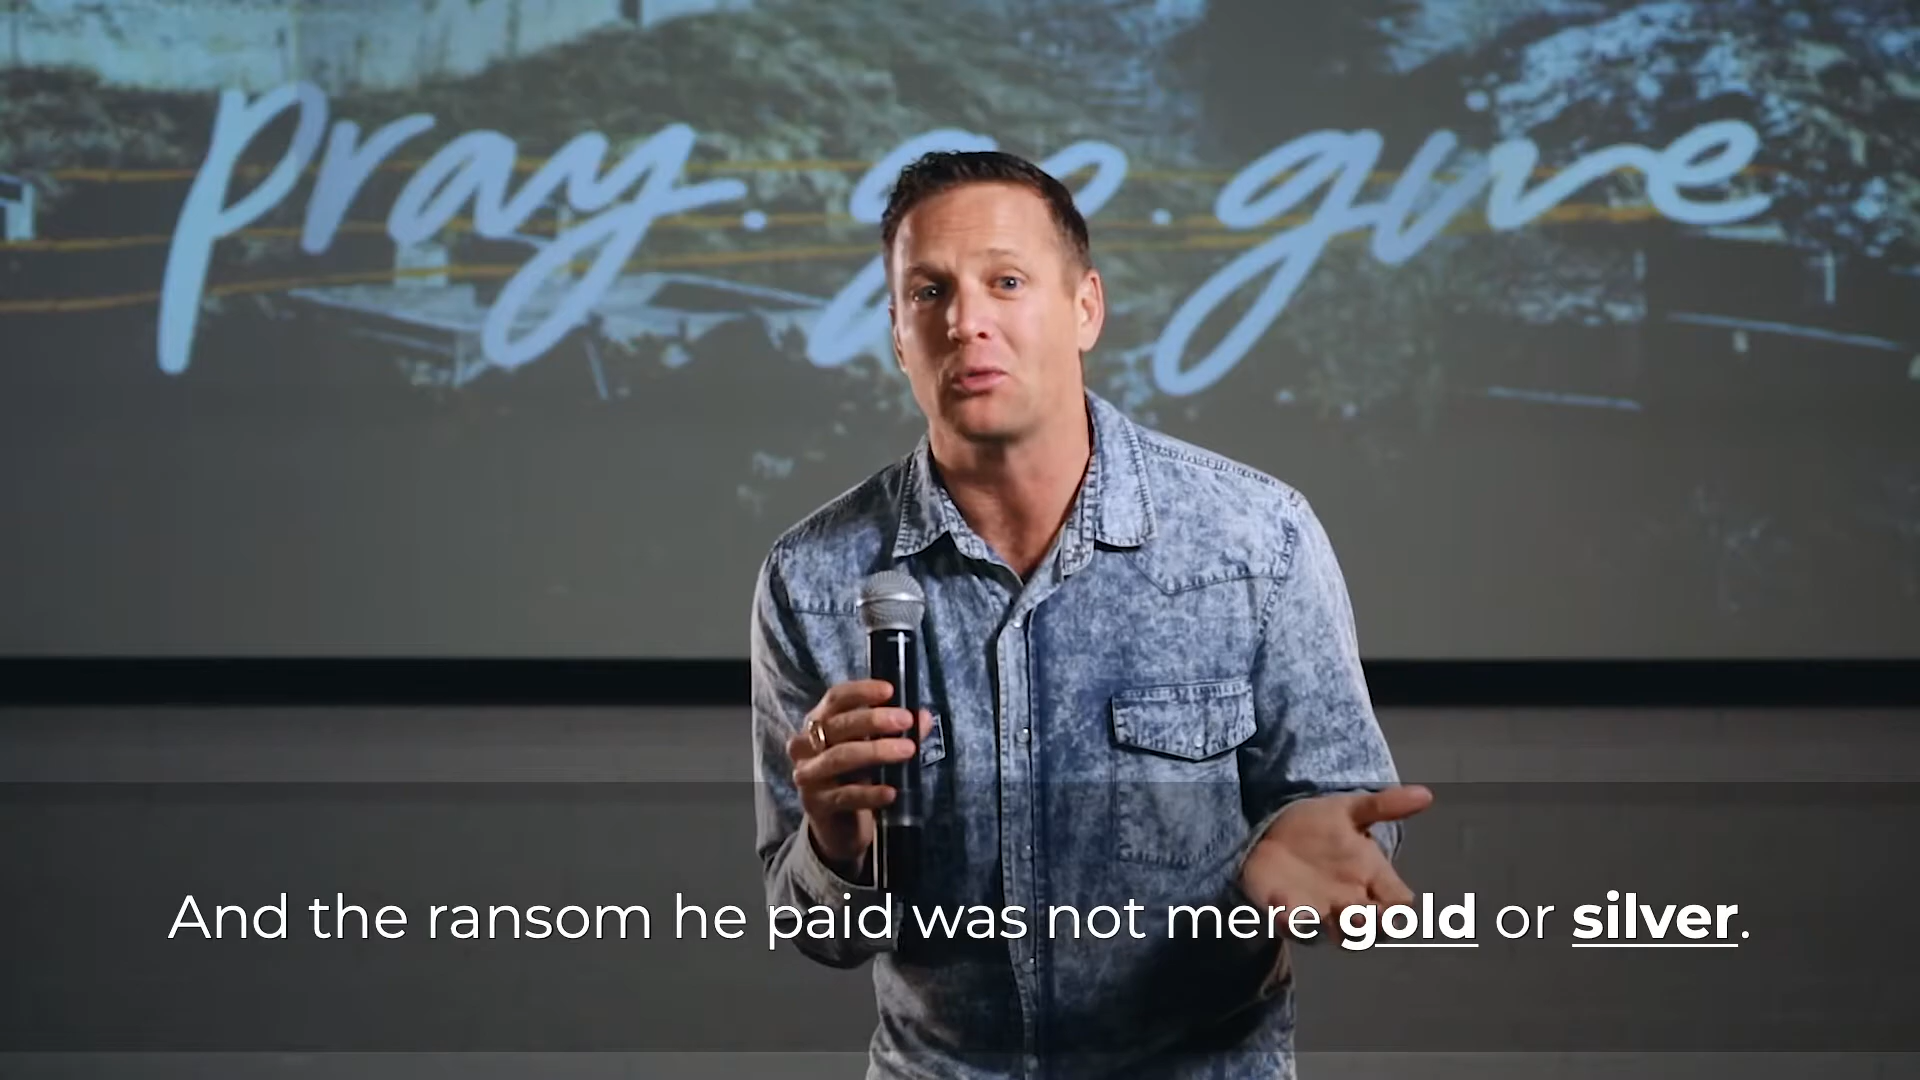 pray. go. give
And the ransom he paid was not mere gold or silver.